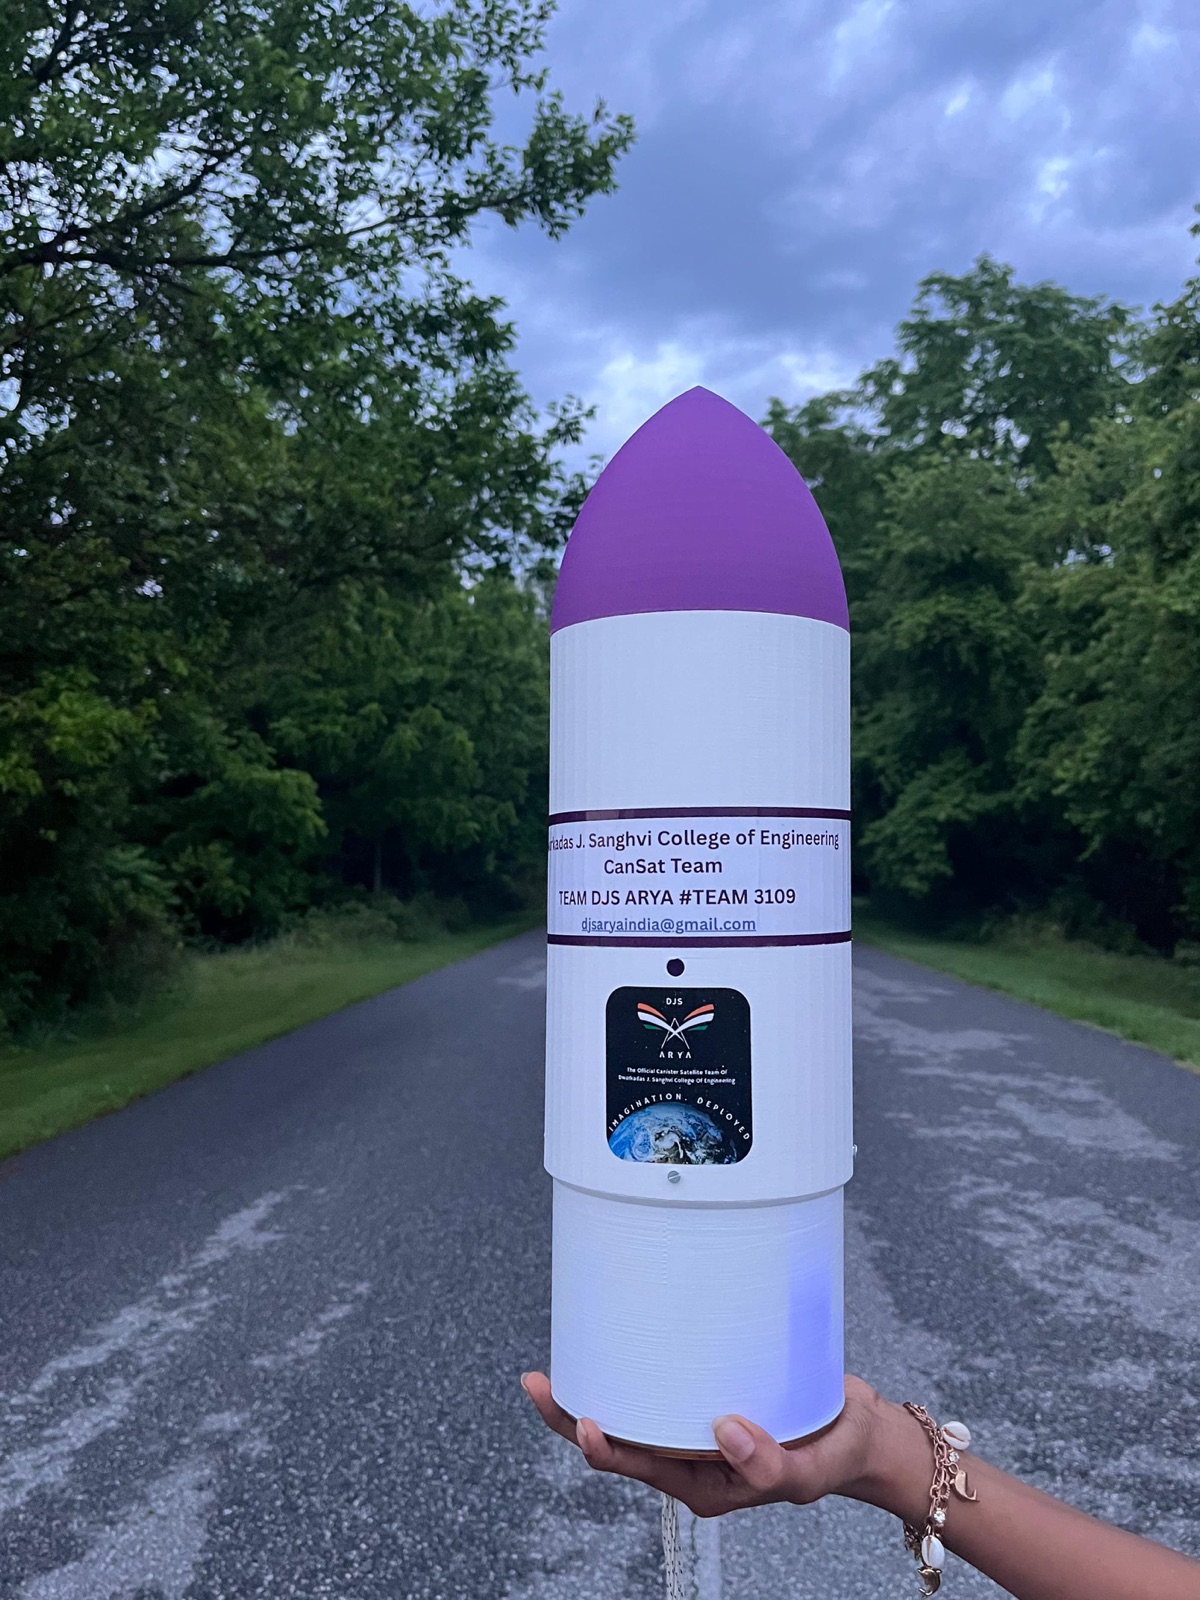 J. Sanghvi College of Engineering
CanSat Team
TEAM DJS ARYA #TEAM 3109
djsaryaindia@gmail.com
DJS
ARYA
The Official Canister Satellite Team Of
Dwarkadas J. Sanghvi College Of Engineering
IMAGINATION. DEPLOYED